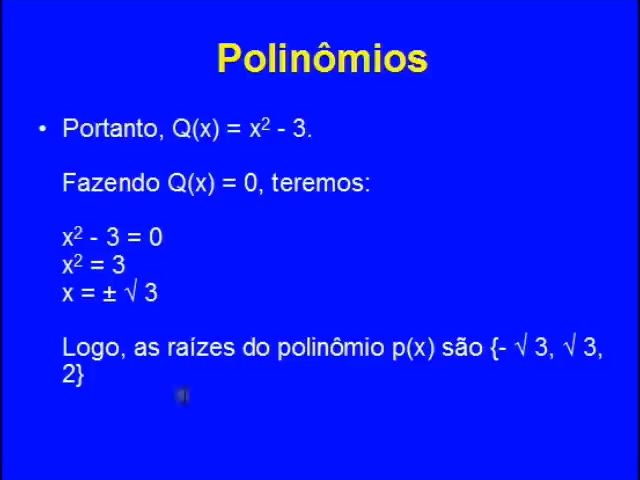 Polinômios
• Portanto, Q(x) = x² - 3.
Fazendo Q(x) = 0, teremos:
x² - 3 = 0
x² = 3
x = ± √ 3
Logo, as raízes do polinômio p(x) são {- √ 3, √ 3,
2}